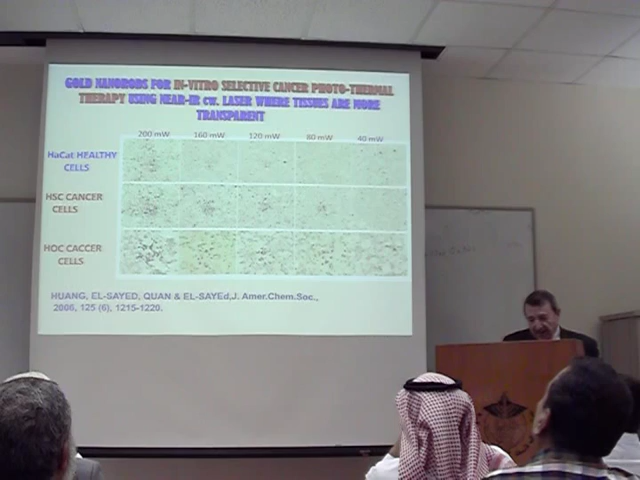 GOLD NANORODS FOR IN-VITRO SELECTIVE CANCER PHOTO-THERMAL
THERAPY USING NEAR-IR cw. LASER WHERE TISSUES ARE MORE
TRANSPARENT
200 mW 160 mW 120 mW 80 mW 40 mW
HaCat HEALTHY
CELLS
HSC CANCER
CELLS
HOC CACCER
CELLS
HUANG, EL-SAYED, QUAN & EL-SAYEd,J. Amer.Chem.Soc.,
2006, 125 (6), 1215-1220.